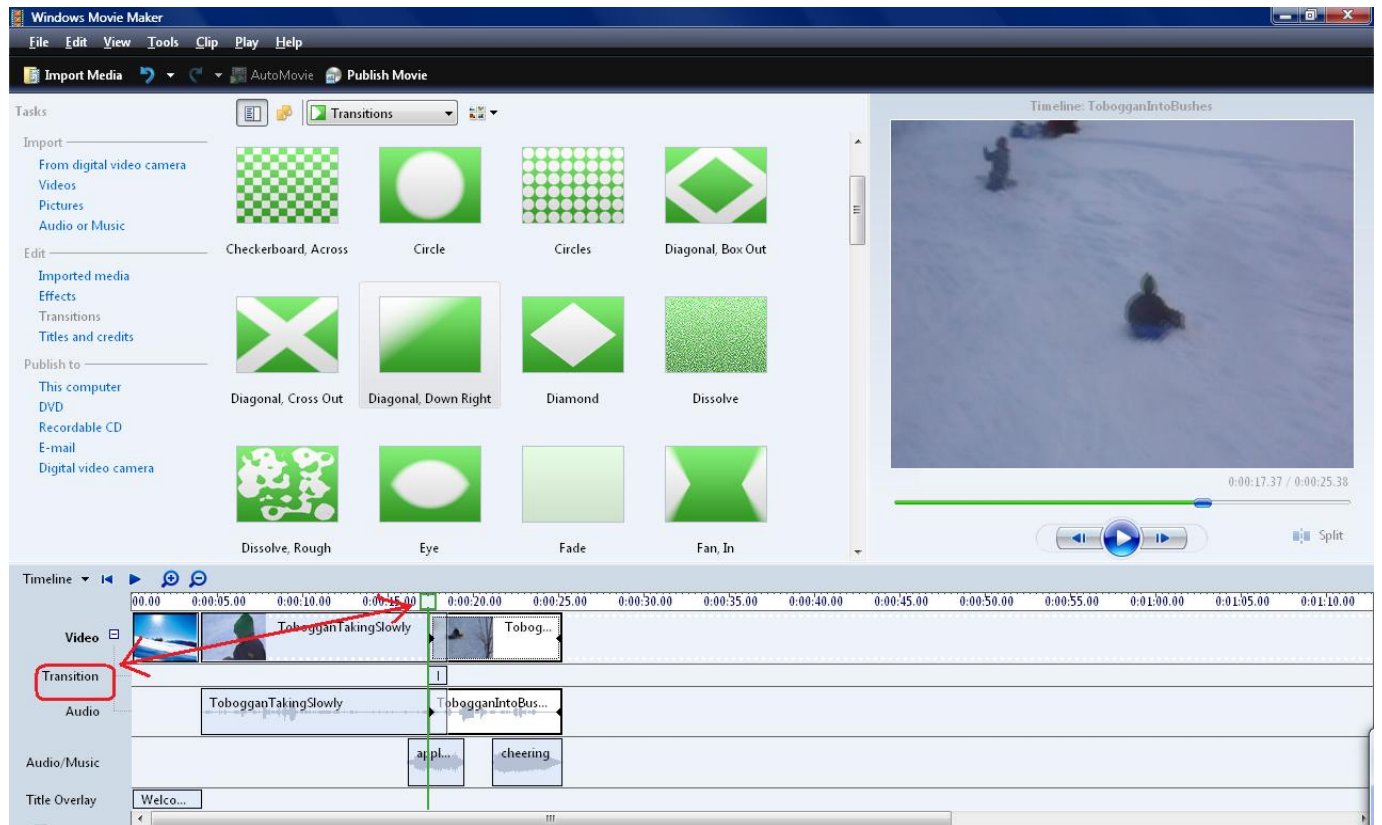 Windows Movie Maker
File Edit View Tools Clip Play Help
Import Media AutoMovie Publish Movie
Tasks
Import
From digital video camera
Videos
Pictures
Audio or Music
Edit
Imported media
Effects
Transitions
Titles and credits
Publish to
This computer
DVD
Recordable CD
E-mail
Digital video camera
Transitions
Checkerboard, Across Circle Circles Diagonal, Box Out
Diagonal, Cross Out Diagonal, Down Right Diamond Dissolve
Dissolve, Rough Eye Fade Fan, In
Timeline: TobogganIntoBushes
0:00:17.37 / 0:00:25.38
Split
Timeline
00.00 0:00:05.00 0:00:10.00 0:00:15.00 0:00:20.00 0:00:25.00 0:00:30.00 0:00:35.00 0:00:40.00 0:00:45.00 0:00:50.00 0:00:55.00 0:01:00.00 0:01:05.00 0:01:10.00
Video TobogganTakingSlowly Tobog...
Transition
Audio TobogganTakingSlowly TobogganIntoBus...
Audio/Music appl... cheering
Title Overlay Welco...